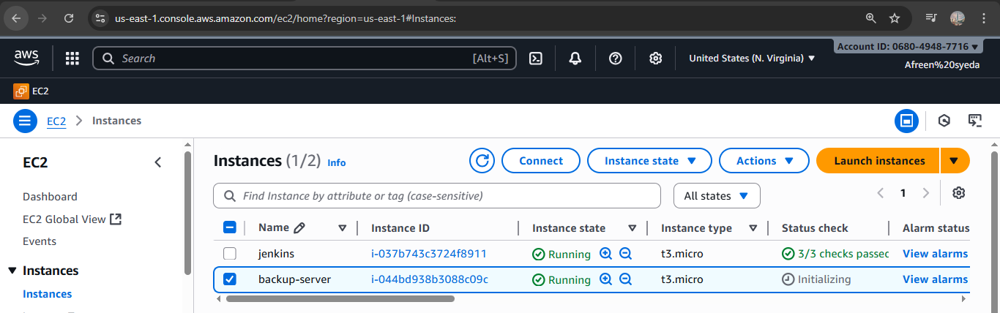 us-east-1.console.aws.amazon.com/ec2/home?region=us-east-1#Instances:
aws
Search [Alt+S]
United States (N. Virginia)
Account ID: 0680-4948-7716
Afreen%20syeda
EC2
EC2 Instances
EC2
Dashboard
EC2 Global View
Events
Instances
Instances
Instances (1/2) Info
Connect Instance state Actions Launch instances
Find Instance by attribute or tag (case-sensitive) All states 1
Name Instance ID Instance state Instance type Status check Alarm status
jenkins i-037b743c3724f8911 Running t3.micro 3/3 checks passec View alarms
backup-server i-044bd938b3088c09c Running t3.micro Initializing View alarms